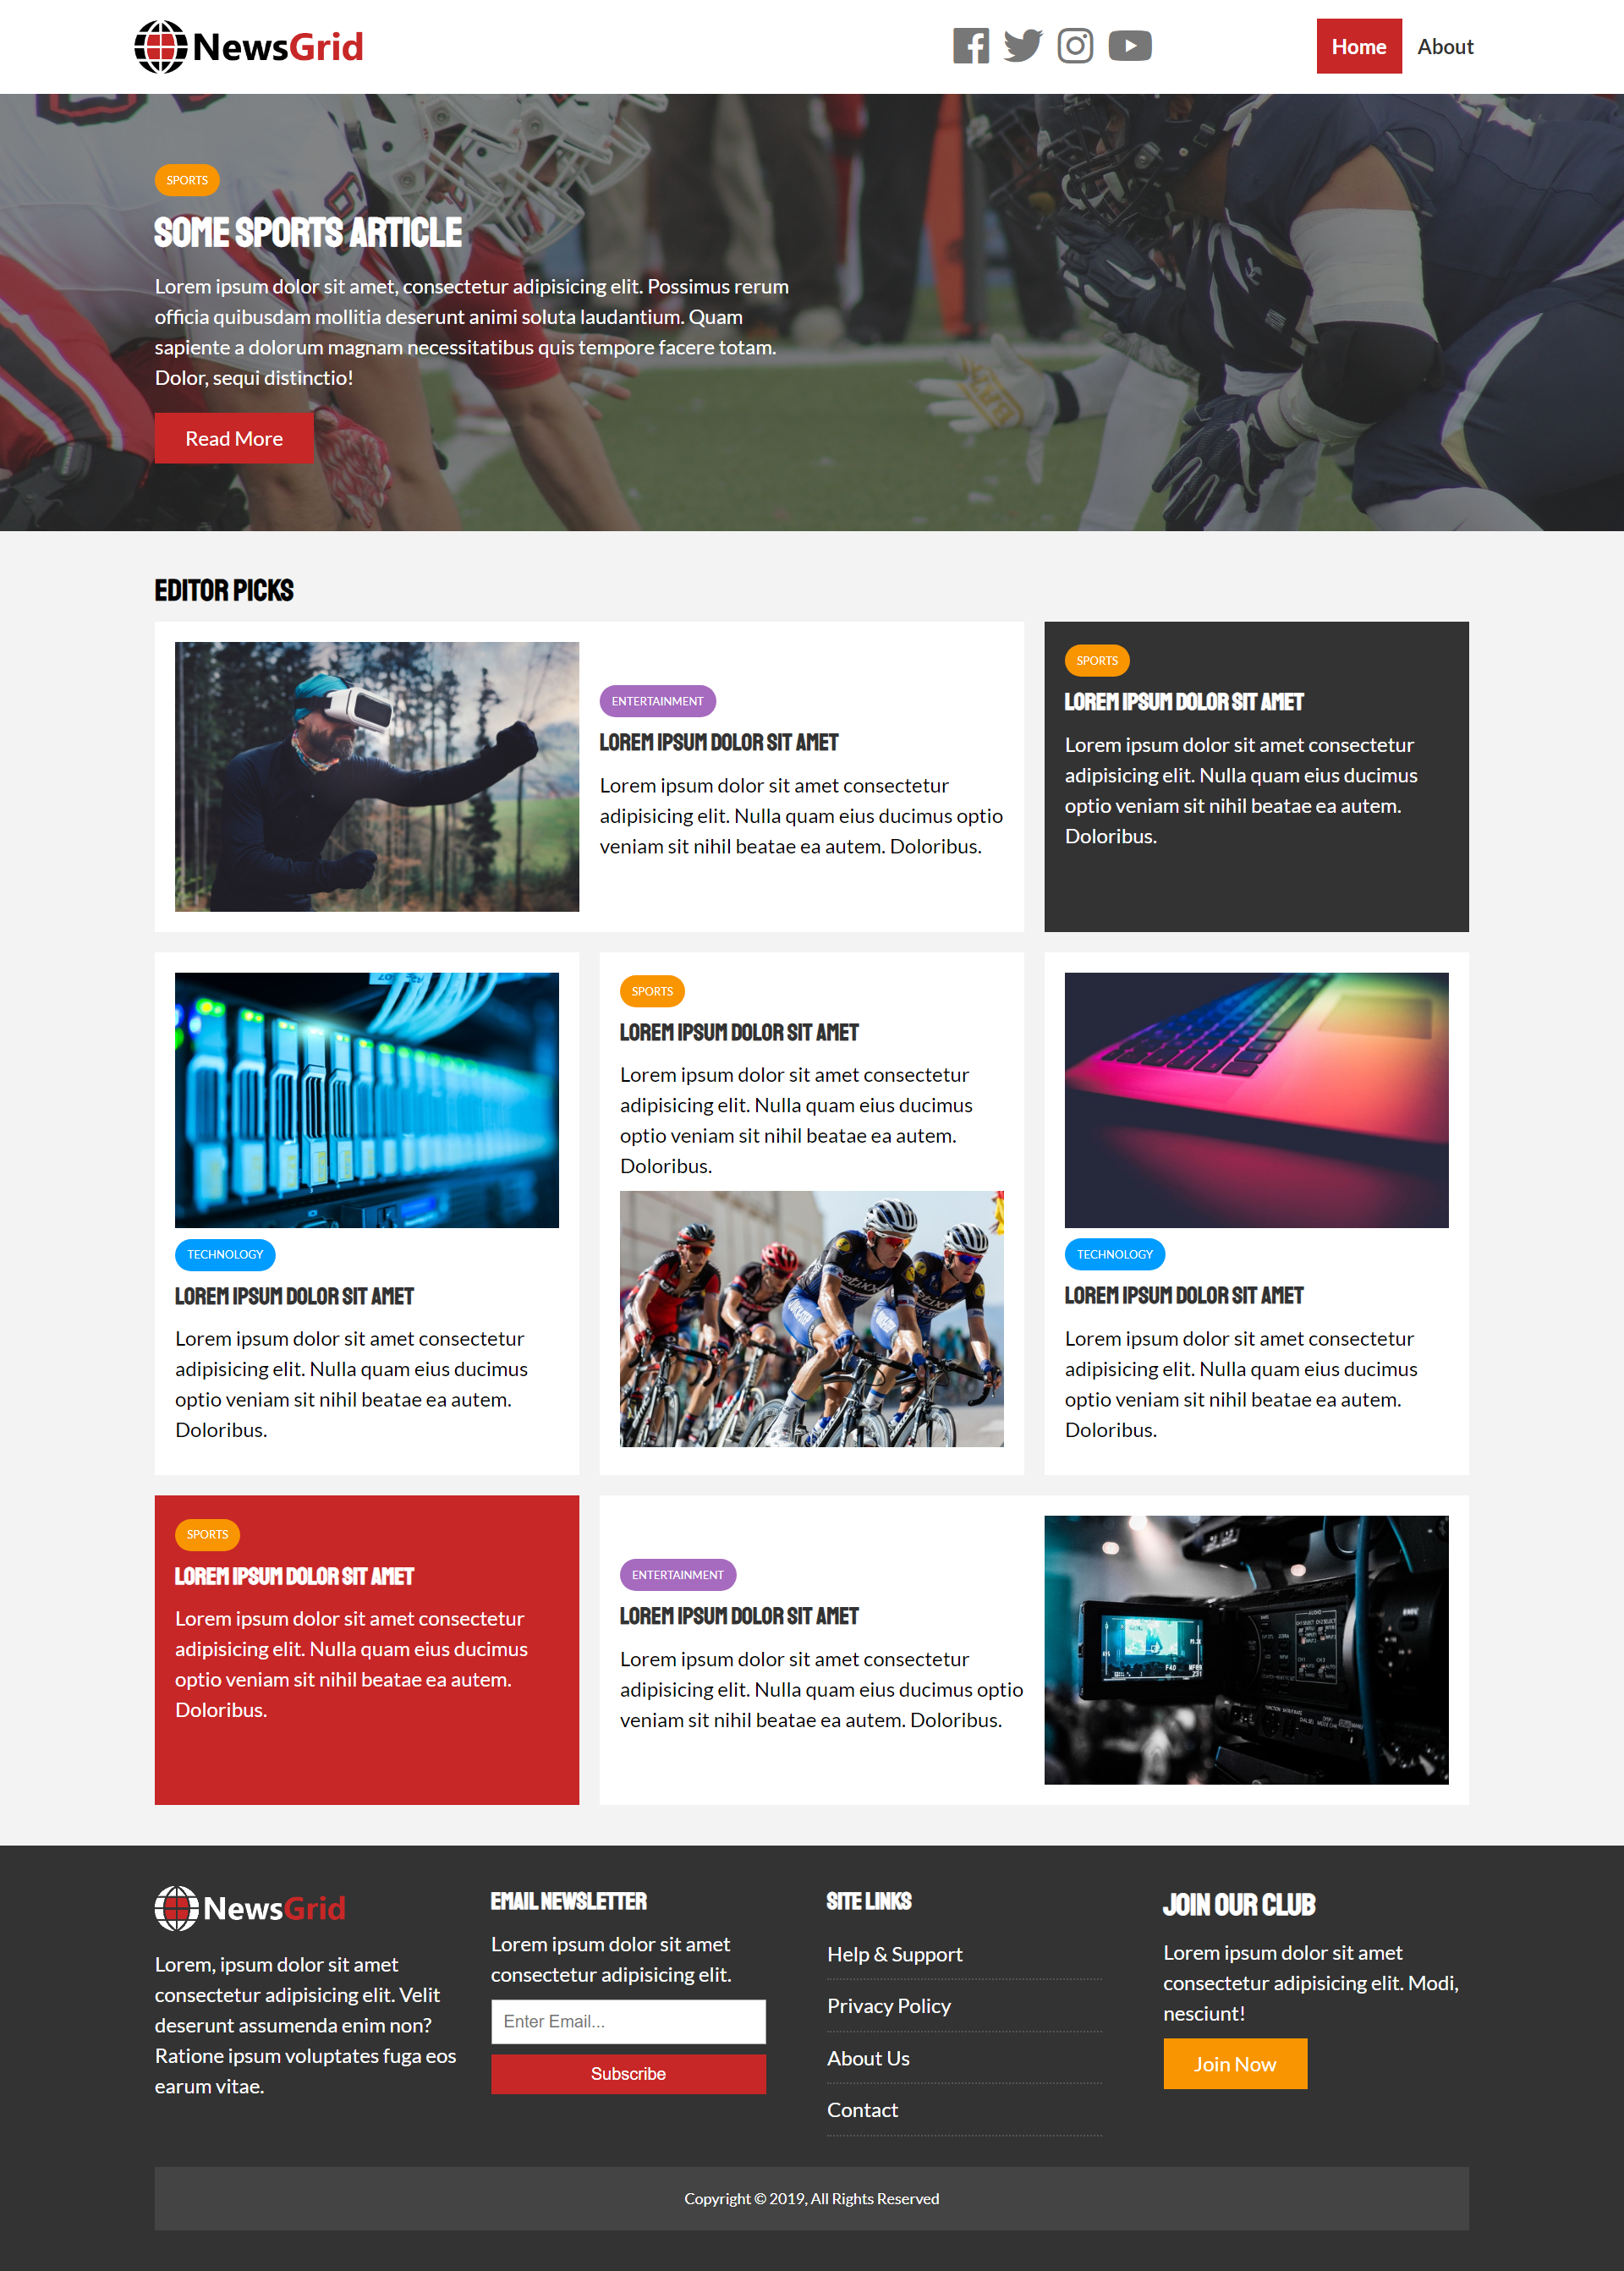 NewsGrid
Home
About
SPORTS
SOME SPORTS ARTICLE
Lorem ipsum dolor sit amet, consectetur adipisicing elit. Possimus rerum
officia quibusdam mollitia deserunt animi soluta laudantium. Quam
sapiente a dolorum magnam necessitatibus quis tempore facere totam.
Dolor, sequi distinctio!
Read More
EDITOR PICKS
ENTERTAINMENT
LOREM IPSUM DOLOR SIT AMET
Lorem ipsum dolor sit amet consectetur
adipisicing elit. Nulla quam eius ducimus optio
veniam sit nihil beatae ea autem. Doloribus.
SPORTS
LOREM IPSUM DOLOR SIT AMET
Lorem ipsum dolor sit amet consectetur
adipisicing elit. Nulla quam eius ducimus
optio veniam sit nihil beatae ea autem.
Doloribus.
TECHNOLOGY
LOREM IPSUM DOLOR SIT AMET
Lorem ipsum dolor sit amet consectetur
adipisicing elit. Nulla quam eius ducimus
optio veniam sit nihil beatae ea autem.
Doloribus.
SPORTS
LOREM IPSUM DOLOR SIT AMET
Lorem ipsum dolor sit amet consectetur
adipisicing elit. Nulla quam eius ducimus
optio veniam sit nihil beatae ea autem.
Doloribus.
TECHNOLOGY
LOREM IPSUM DOLOR SIT AMET
Lorem ipsum dolor sit amet consectetur
adipisicing elit. Nulla quam eius ducimus
optio veniam sit nihil beatae ea autem.
Doloribus.
SPORTS
LOREM IPSUM DOLOR SIT AMET
Lorem ipsum dolor sit amet consectetur
adipisicing elit. Nulla quam eius ducimus
optio veniam sit nihil beatae ea autem.
Doloribus.
ENTERTAINMENT
LOREM IPSUM DOLOR SIT AMET
Lorem ipsum dolor sit amet consectetur
adipisicing elit. Nulla quam eius ducimus optio
veniam sit nihil beatae ea autem. Doloribus.
NewsGrid
Lorem, ipsum dolor sit amet
consectetur adipisicing elit. Velit
deserunt assumenda enim non?
Ratione ipsum voluptates fuga eos
earum vitae.
EMAIL NEWSLETTER
Lorem ipsum dolor sit amet
consectetur adipisicing elit.
Enter Email...
Subscribe
SITE LINKS
Help & Support
Privacy Policy
About Us
Contact
JOIN OUR CLUB
Lorem ipsum dolor sit amet
consectetur adipisicing elit. Modi,
nesciunt!
Join Now
Copyright © 2019, All Rights Reserved